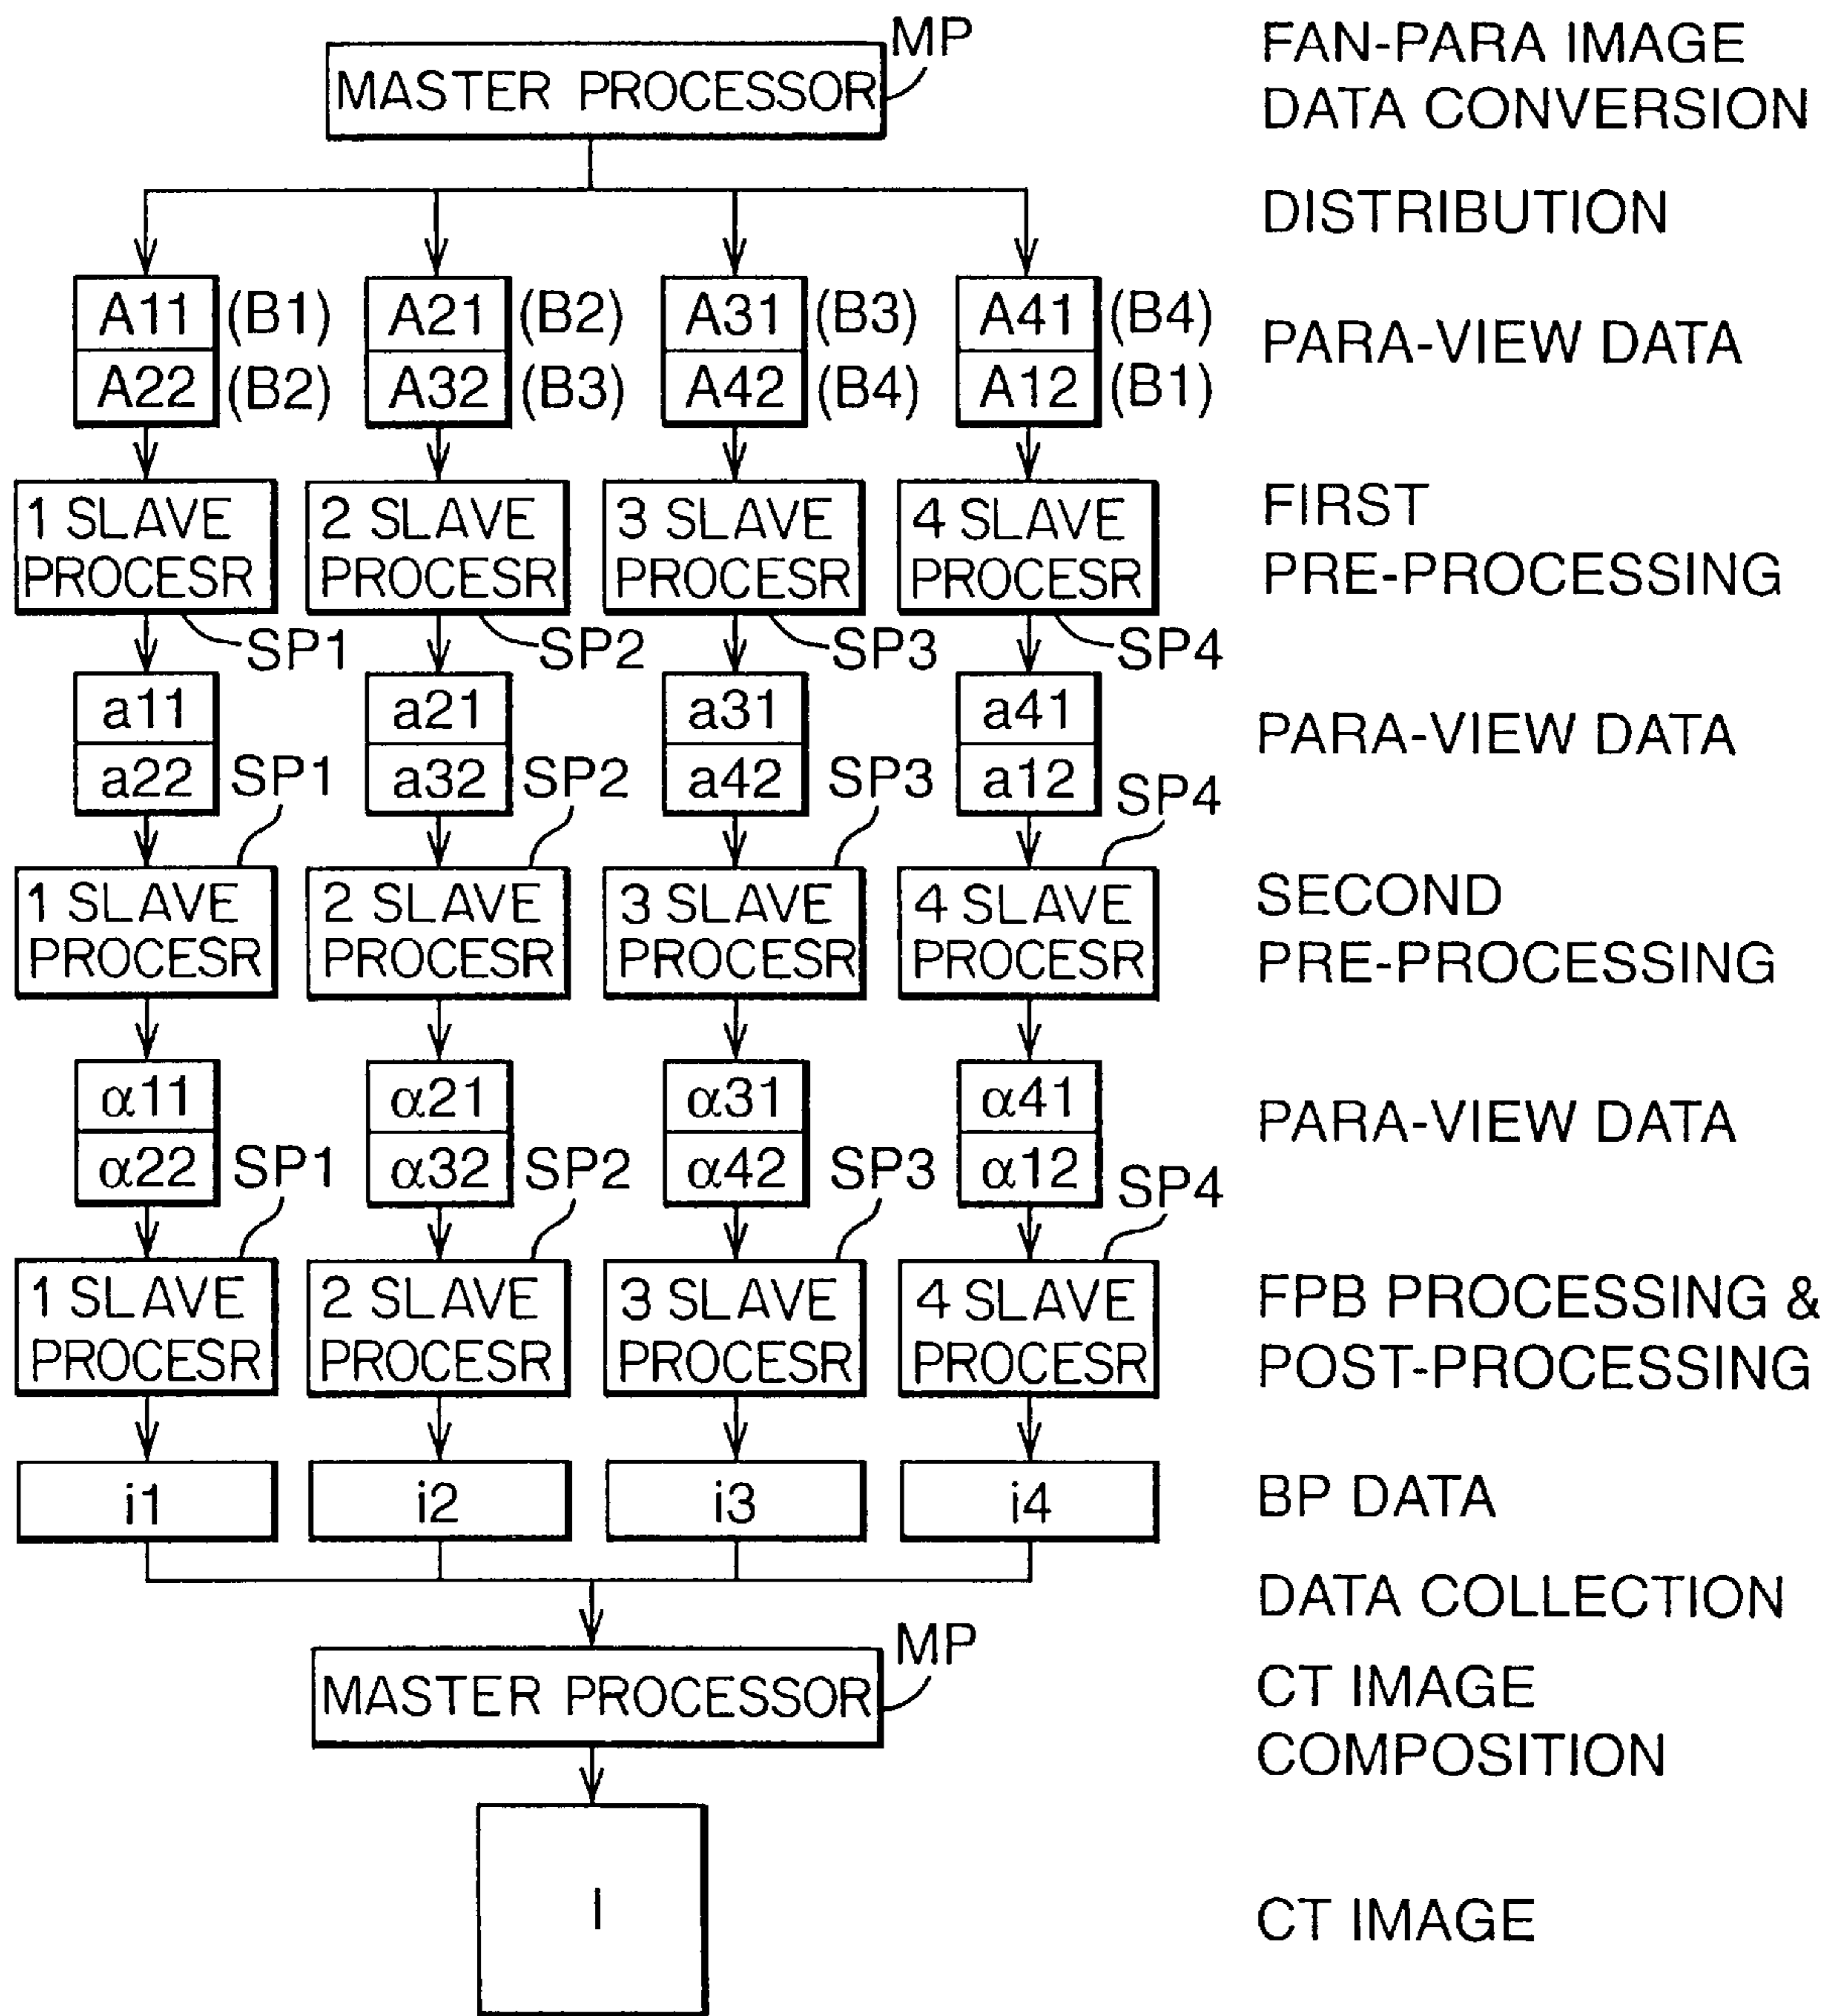 MP
MASTER PROCESSOR
FAN-PARA IMAGE
DATA CONVERSION
DISTRIBUTION
A11 (B1) A21 (B2) A31 (B3) A41 (B4)
A22 (B2) A32 (B3) A42 (B4) A12 (B1)
PARA-VIEW DATA
1 SLAVE PROCESR
2 SLAVE PROCESR
3 SLAVE PROCESR
4 SLAVE PROCESR
FIRST
PRE-PROCESSING
SP1 SP2 SP3 SP4
a11 a21 a31 a41
a22 a32 a42 a12
PARA-VIEW DATA
SP1 SP2 SP3 SP4
1 SLAVE PROCESR
2 SLAVE PROCESR
3 SLAVE PROCESR
4 SLAVE PROCESR
SECOND
PRE-PROCESSING
α11 α21 α31 α41
α22 α32 α42 α12
PARA-VIEW DATA
SP1 SP2 SP3 SP4
1 SLAVE PROCESR
2 SLAVE PROCESR
3 SLAVE PROCESR
4 SLAVE PROCESR
FPB PROCESSING &
POST-PROCESSING
i1 i2 i3 i4
BP DATA
DATA COLLECTION
MP
MASTER PROCESSOR
CT IMAGE
COMPOSITION
I
CT IMAGE